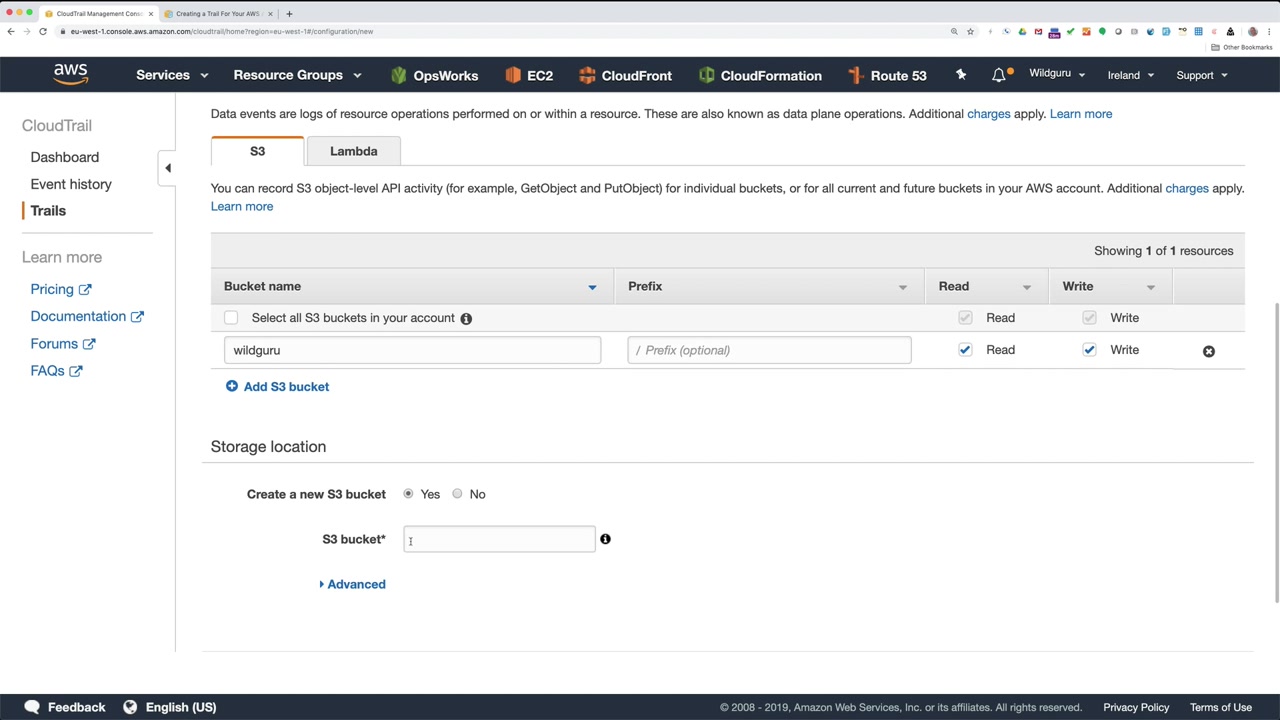 CloudTrail Management Cons
Creating a Trail For Your AWS
eu-west-1.console.aws.amazon.com/cloudtrail/home?region=eu-west-1#/configuration/new
Other Bookmarks
aws Services Resource Groups OpsWorks EC2 CloudFront CloudFormation Route 53 Wildguru Ireland Support
CloudTrail
Dashboard
Event history
Trails
Learn more
Pricing
Documentation
Forums
FAQs
Data events are logs of resource operations performed on or within a resource. These are also known as data plane operations. Additional charges apply. Learn more
S3 Lambda
You can record S3 object-level API activity (for example, GetObject and PutObject) for individual buckets, or for all current and future buckets in your AWS account. Additional charges apply.
Learn more
Showing 1 of 1 resources
Bucket name Prefix Read Write
Select all S3 buckets in your account Read Write
wildguru / Prefix (optional) Read Write
Add S3 bucket
Storage location
Create a new S3 bucket Yes No
S3 bucket*
Advanced
Feedback English (US) © 2008 - 2019, Amazon Web Services, Inc. or its affiliates. All rights reserved. Privacy Policy Terms of Use